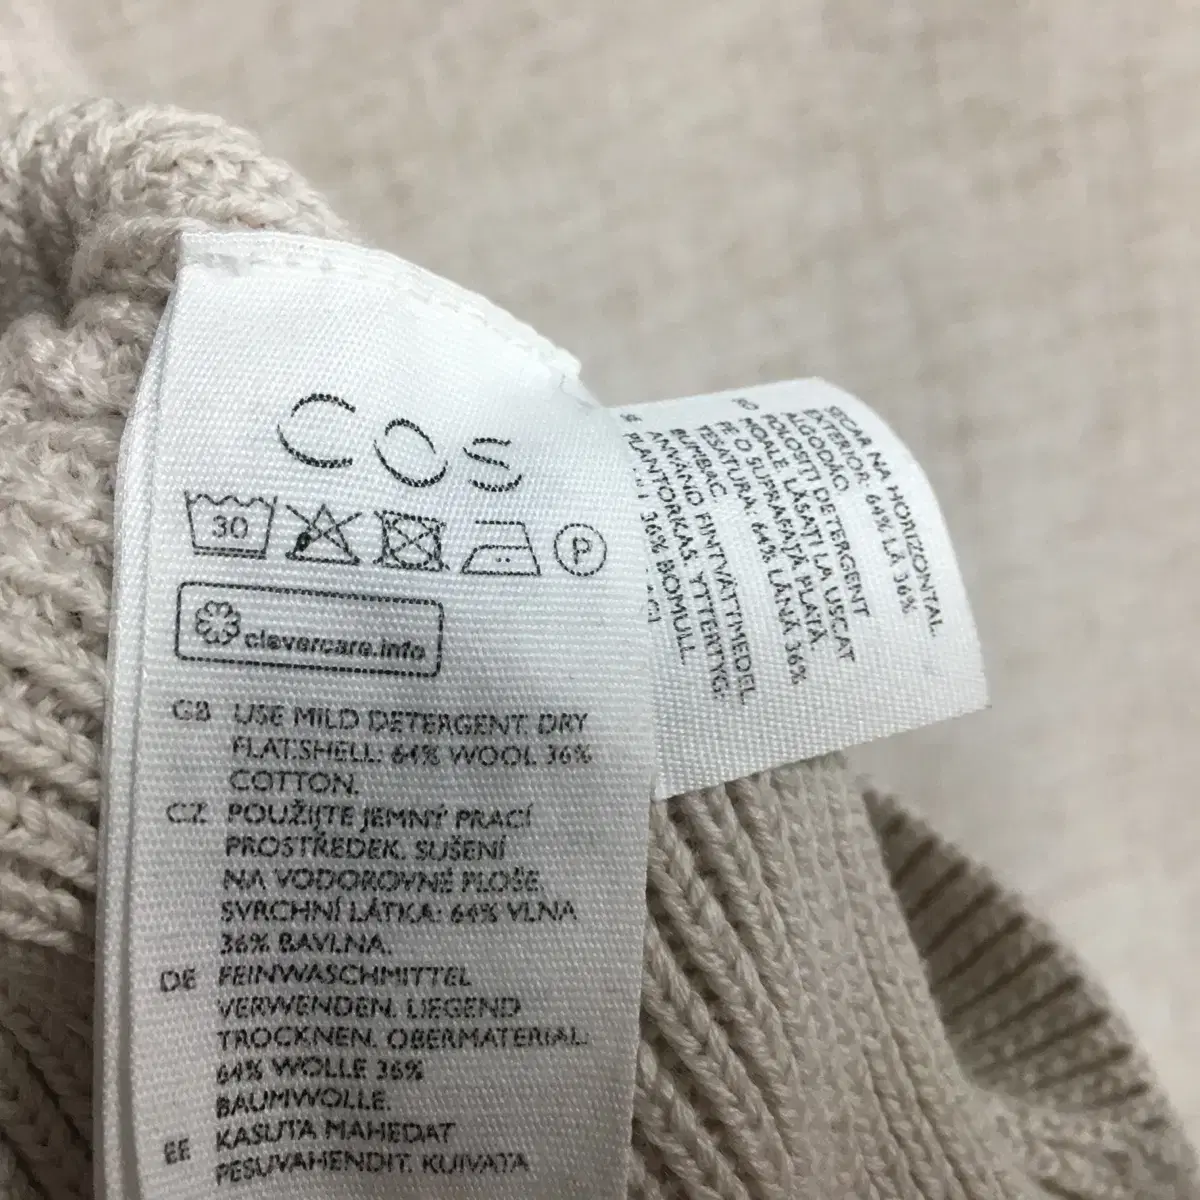 COS
30
P
clevercare.info
GB USE MILD DETERGENT. DRY
FLAT.SHELL: 64% WOOL 36%
COTTON.
CZ POUŽIJTE JEMNÝ PRACÍ
PROSTŘEDEK. SUŠENÍ
NA VODOROVNÉ PLOŠE.
SVRCHNÍ LÁTKA: 64% VLNA
36% BAVLNA.
DE FEINWASCHMITTEL
VERWENDEN. LIEGEND
TROCKNEN. OBERMATERIAL:
64% WOLLE 36%
BAUMWOLLE.
EE KASUTA MAHEDAT
PESUVAHENDIT. KUIVATA
SECAR NA HORIZONTAL.
EXTERIOR: 64% LÃ 36%
ALGODÃO.
RO FOLOSIȚI DETERGENT
MOALE. LĂSAȚI LA USCAT
PE O SUPRAFAȚĂ PLATĂ.
ȚESĂTURA: 64% LÂNĂ 36%
BUMBAC.
SE ANVÄND FINTVÄTTMEDEL.
PLANTORKAS. YTTERTYG:
36% BOMULL.